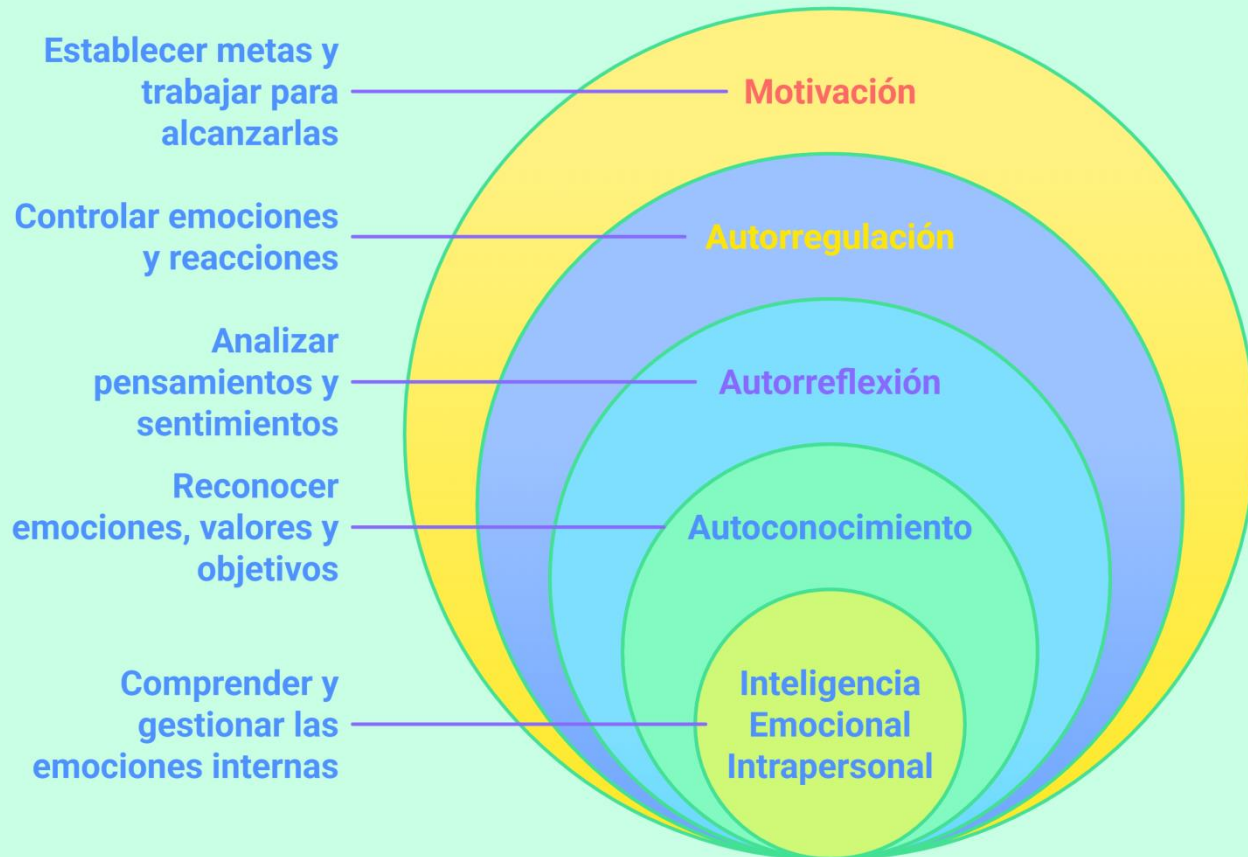 Establecer metas y
trabajar para
alcanzarlas
Motivación
Controlar emociones
y reacciones
Autorregulación
Analizar
pensamientos y
sentimientos
Autorreflexión
Reconocer
emociones, valores y
objetivos
Autoconocimiento
Comprender y
gestionar las
emociones internas
Inteligencia
Emocional
Intrapersonal